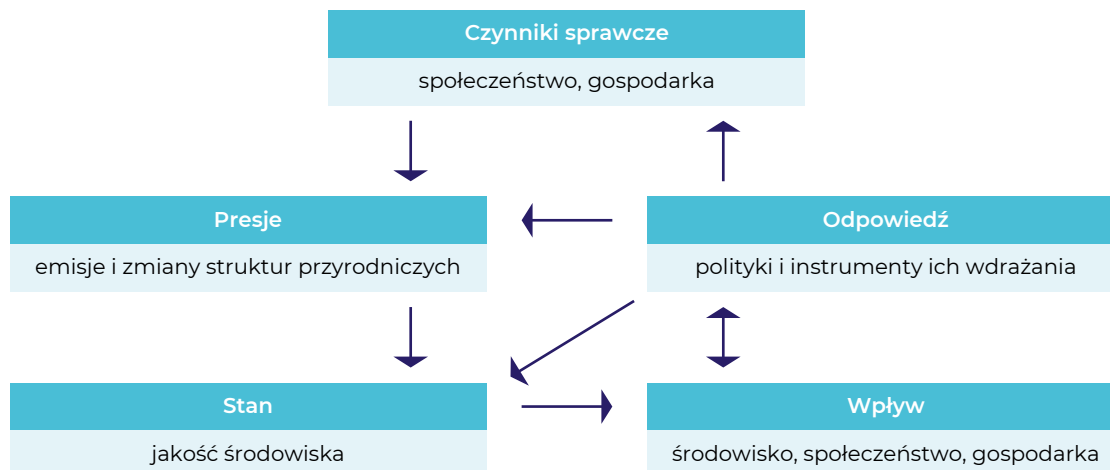 Czynniki sprawcze
społeczeństwo, gospodarka
Presje
emisje i zmiany struktur przyrodniczych
Odpowiedź
polityki i instrumenty ich wdrażania
Stan
jakość środowiska
Wpływ
środowisko, społeczeństwo, gospodarka